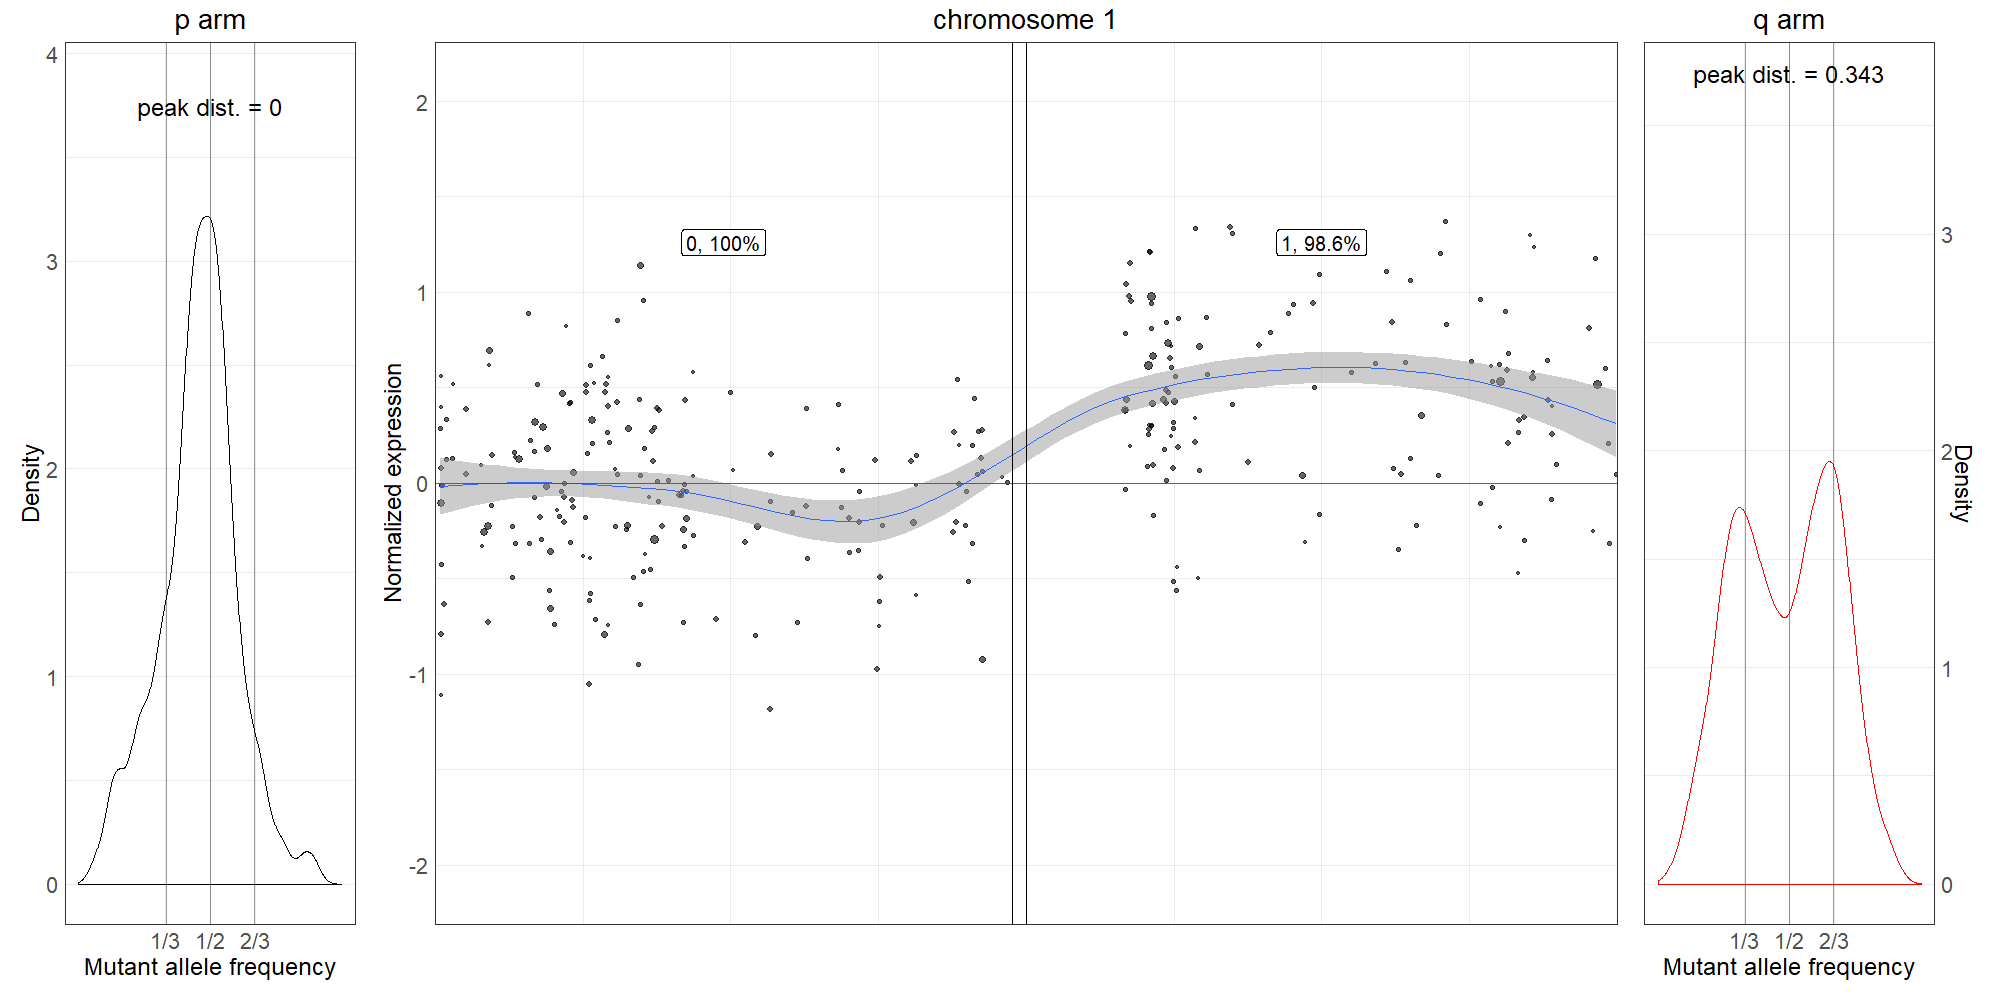 p arm
chromosome 1
q arm
peak dist. = 0
4
3
2
1
0
Density
1/3 1/2 2/3
Mutant allele frequency
Normalized expression
2
1
0
-1
-2
0, 100%
1, 98.6%
peak dist. = 0.343
3
2
1
0
Density
1/3 1/2 2/3
Mutant allele frequency